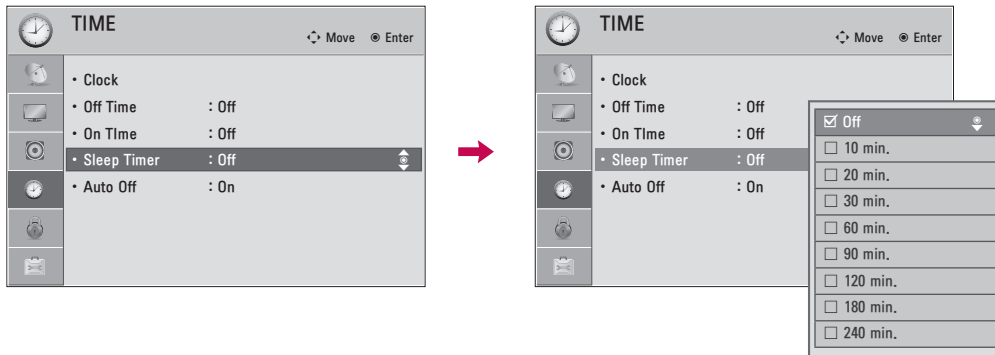 TIME
Move Enter
• Clock
• Off Time : Off
• On TIme : Off
• Sleep Timer : Off
• Auto Off : On
TIME
Move Enter
• Clock
• Off Time : Off
• On TIme : Off
• Sleep Timer : Off
• Auto Off : On
☑ Off
☐ 10 min.
☐ 20 min.
☐ 30 min.
☐ 60 min.
☐ 90 min.
☐ 120 min.
☐ 180 min.
☐ 240 min.